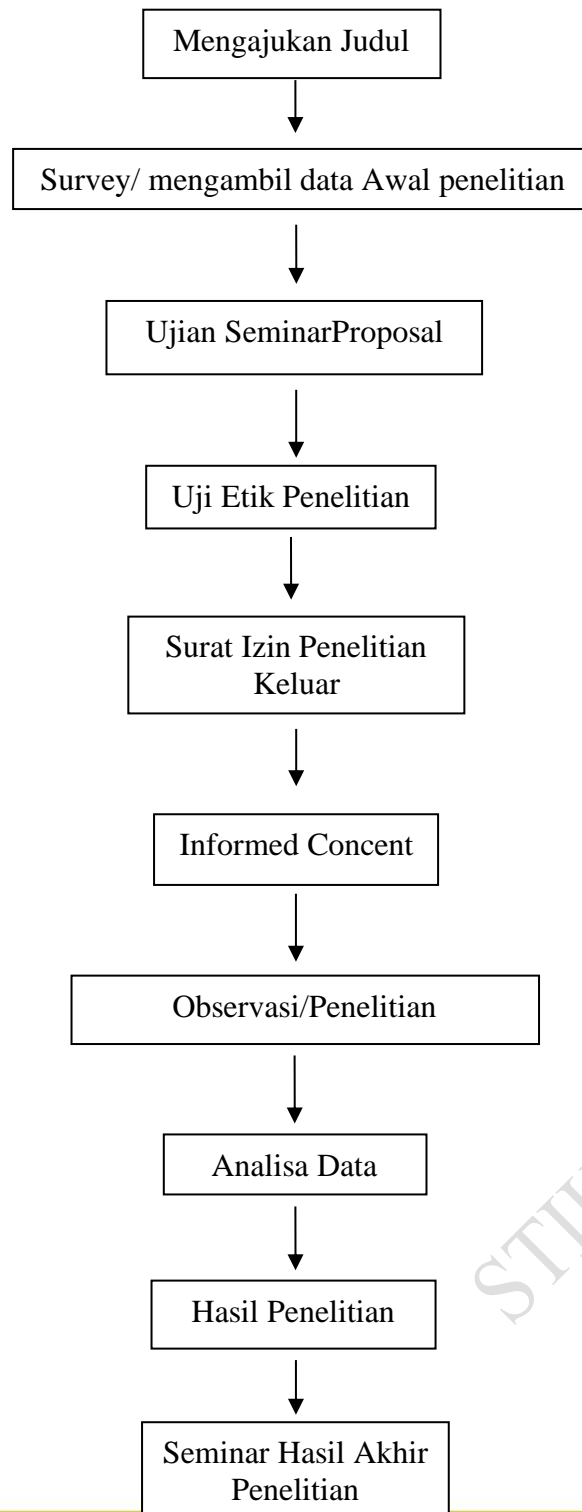 Mengajukan Judul
Survey/ mengambil data Awal penelitian
Ujian SeminarProposal
Uji Etik Penelitian
Surat Izin Penelitian
Keluar
Informed Concent
Observasi/Penelitian
Analisa Data
Hasil Penelitian
Seminar Hasil Akhir
Penelitian